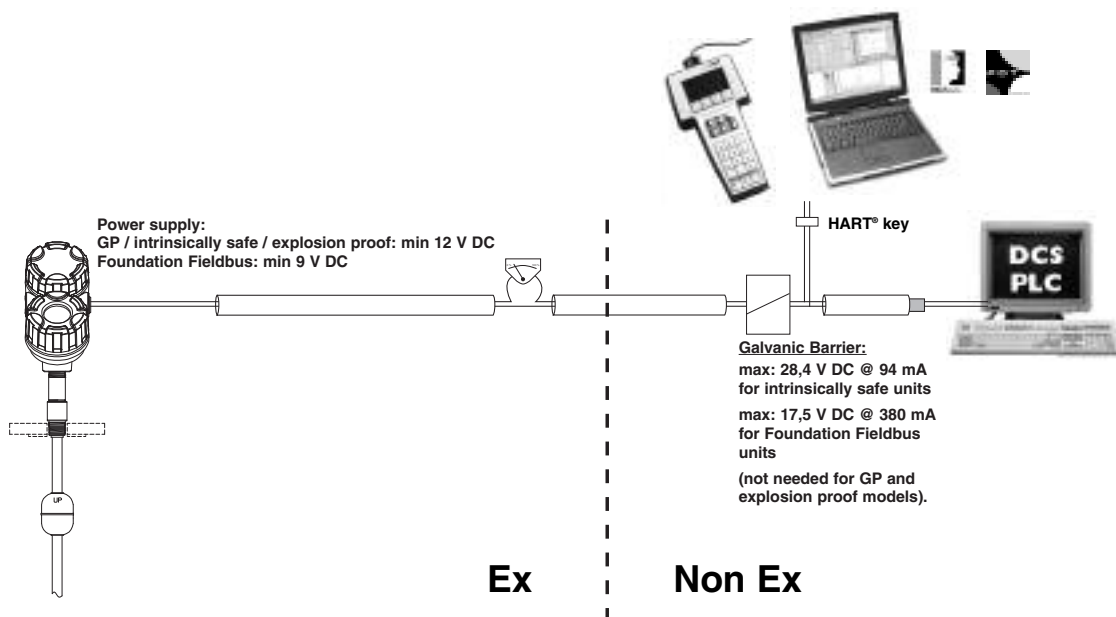 HART® key
Power supply:
GP / intrinsically safe / explosion proof: min 12 V DC
Foundation Fieldbus: min 9 V DC
DCS
PLC
Galvanic Barrier:
max: 28,4 V DC @ 94 mA
for intrinsically safe units
max: 17,5 V DC @ 380 mA
for Foundation Fieldbus
units
(not needed for GP and
explosion proof models).
UP
Ex
Non Ex